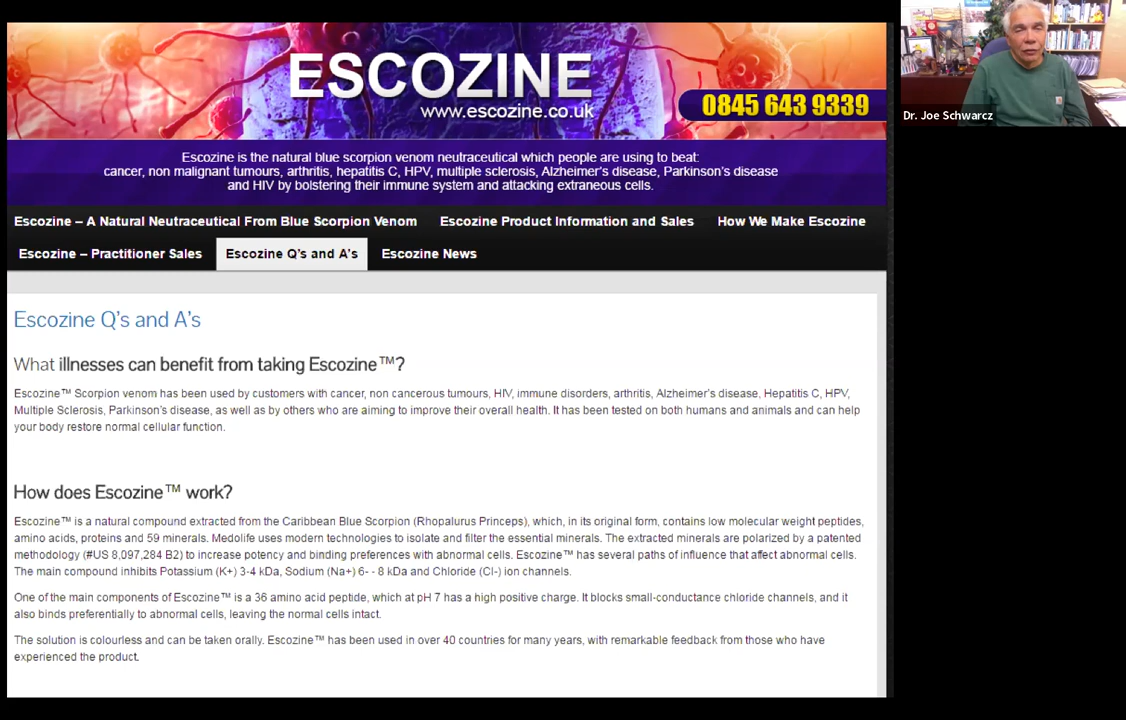 ESCOZINE
www.escozine.co.uk
0845 643 9339
Dr. Joe Schwarcz
Escozine is the natural blue scorpion venom neutraceutical which people are using to beat:
cancer, non malignant tumours, arthritis, hepatitis C, HPV, multiple sclerosis, Alzheimer's disease, Parkinson's disease
and HIV by bolstering their immune system and attacking extraneous cells.
Escozine – A Natural Neutraceutical From Blue Scorpion Venom
Escozine Product Information and Sales
How We Make Escozine
Escozine – Practitioner Sales
Escozine Q's and A's
Escozine News
Escozine Q's and A's
What illnesses can benefit from taking Escozine™?
Escozine™ Scorpion venom has been used by customers with cancer, non cancerous tumours, HIV, immune disorders, arthritis, Alzheimer's disease, Hepatitis C, HPV,
Multiple Sclerosis, Parkinson's disease, as well as by others who are aiming to improve their overall health. It has been tested on both humans and animals and can help
your body restore normal cellular function.
How does Escozine™ work?
Escozine™ is a natural compound extracted from the Caribbean Blue Scorpion (Rhopalurus Princeps), which, in its original form, contains low molecular weight peptides,
amino acids, proteins and 59 minerals. Medolife uses modern technologies to isolate and filter the essential minerals. The extracted minerals are polarized by a patented
methodology (#US 8,097,284 B2) to increase potency and binding preferences with abnormal cells. Escozine™ has several paths of influence that affect abnormal cells.
The main compound inhibits Potassium (K+) 3-4 kDa, Sodium (Na+) 6- - 8 kDa and Chloride (Cl-) ion channels.
One of the main components of Escozine™ is a 36 amino acid peptide, which at pH 7 has a high positive charge. It blocks small-conductance chloride channels, and it
also binds preferentially to abnormal cells, leaving the normal cells intact.
The solution is colourless and can be taken orally. Escozine™ has been used in over 40 countries for many years, with remarkable feedback from those who have
experienced the product.